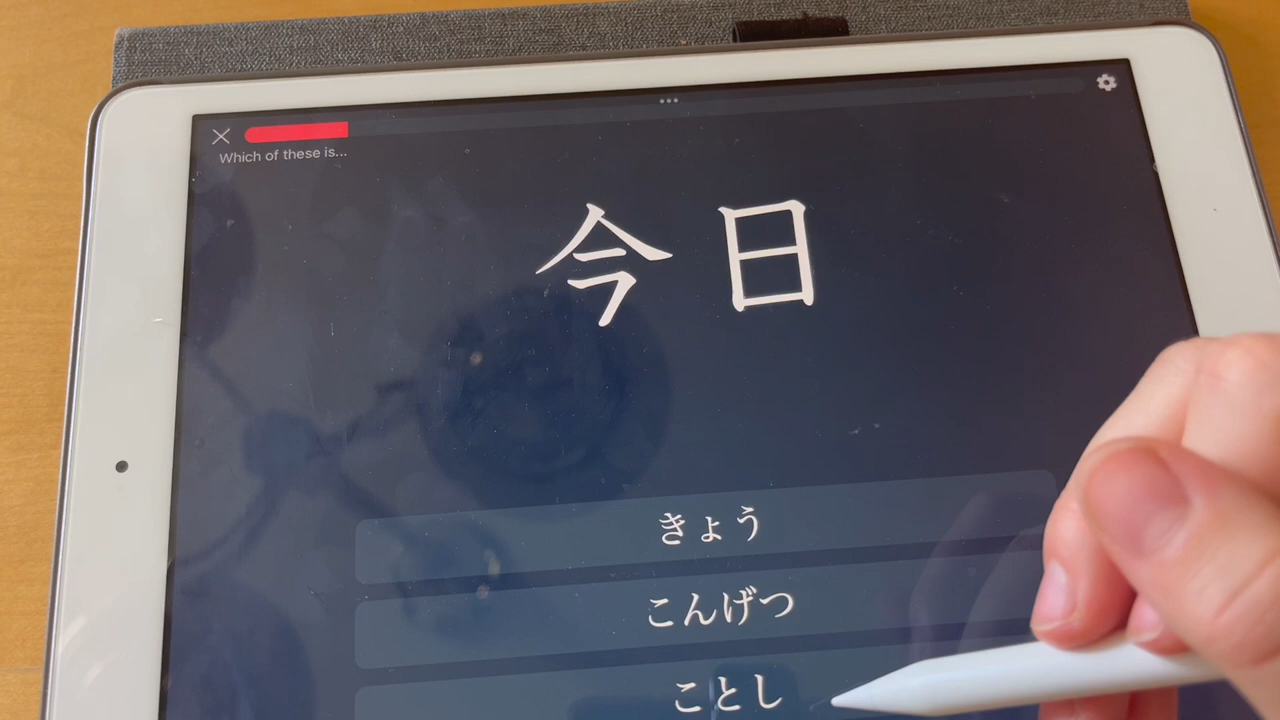 Which of these is...
今日
きょう
こんげつ
ことし